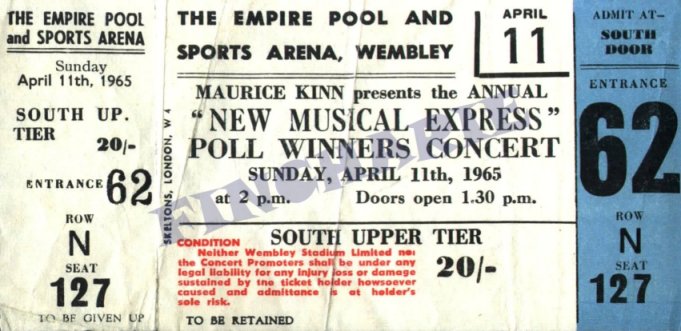 THE EMPIRE POOL
and SPORTS ARENA
Sunday
April 11th, 1965
SOUTH UP.
TIER
20/-
ENTRANCE 62
ROW
N
SEAT
127
TO BE GIVEN UP
SKELTONS, LONDON, W 4
THE EMPIRE POOL AND
SPORTS ARENA, WEMBLEY
APRIL
11
MAURICE KINN presents the ANNUAL
“NEW MUSICAL EXPRESS”
POLL WINNERS CONCERT
SUNDAY, APRIL 11th, 1965
at 2 p.m. Doors open 1.30 p.m.
FINCHARIE
CONDITION
Neither Wembley Stadium Limited no:
the Concert Promoters shall be under any
legal liability for any injury loss or damage
sustained by the ticket holder howsoever
caused and admittance is at holder's
sole risk.
SOUTH UPPER TIER
20/-
TO BE RETAINED
ADMIT AT—
SOUTH
DOOR
ENTRANCE
62
ROW
N
SEAT
127